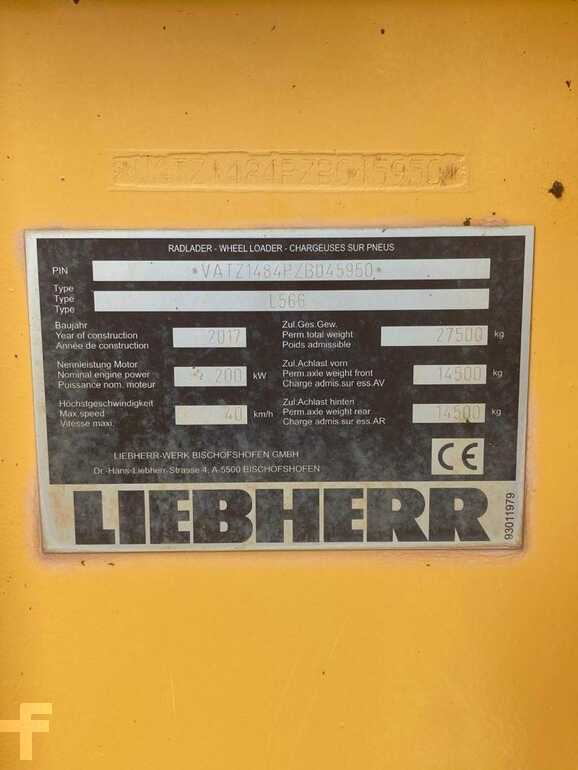 RADLADER - WHEEL LOADER - CHARGEUSES SUR PNEUS
PIN *VATZ1484PZB045950*
Type
Type L566
Type
Baujahr
Year of construction 2017
Année de construction
Nennleistung Motor
Nominal engine power 200 kW
Puissance nom. moteur
Höchstgeschwindigkeit
Max.speed 40 km/h
Vitesse maxi.
Zul.Ges.Gew.
Perm.total weight 27500 kg
Poids admissible
Zul.Achlast vorn
Perm.axle weight front 14500 kg
Charge admis.sur ess.AV
Zul.Achlast hinten
Perm.axle weight rear 14500 kg
Charge admis.sur ess.AR
LIEBHERR-WERK BISCHOFSHOFEN GMBH
Dr.-Hans-Liebherr-Strasse 4, A-5500 BISCHOFSHOFEN
CE
LIEBHERR
93011979